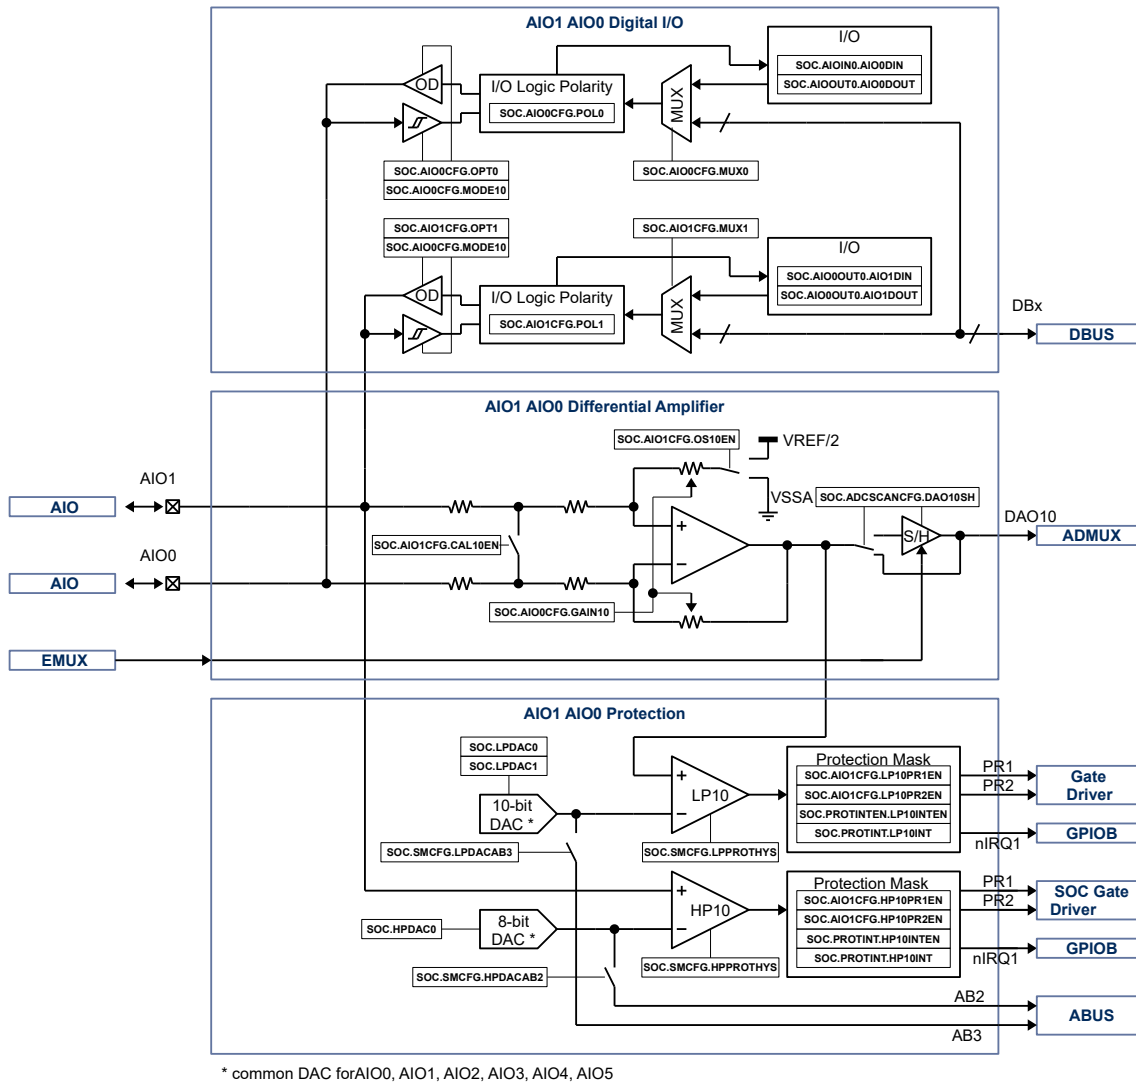 AIO1 AIO0 Digital I/O
I/O
SOC.AIOIN0.AIO0DIN
SOC.AIOOUT0.AIO0DOUT
OD
I/O Logic Polarity
SOC.AIO0CFG.POL0
MUX
SOC.AIO0CFG.OPT0
SOC.AIO0CFG.MODE10
SOC.AIO0CFG.MUX0
SOC.AIO1CFG.OPT1
SOC.AIO0CFG.MODE10
SOC.AIO1CFG.MUX1
I/O
SOC.AIO0OUT0.AIO1DIN
SOC.AIO0OUT0.AIO1DOUT
OD
I/O Logic Polarity
SOC.AIO1CFG.POL1
MUX
DBx
DBUS
AIO1 AIO0 Differential Amplifier
SOC.AIO1CFG.OS10EN
VREF/2
VSSA
SOC.ADCSCANCFG.DAO10SH
AIO1
AIO
S/H
DAO10
ADMUX
SOC.AIO1CFG.CAL10EN
AIO0
AIO
SOC.AIO0CFG.GAIN10
+
−
EMUX
AIO1 AIO0 Protection
SOC.LPDAC0
SOC.LPDAC1
10-bit
DAC *
SOC.SMCFG.LPDACAB3
+
LP10
−
SOC.SMCFG.LPPROTHYS
Protection Mask
SOC.AIO1CFG.LP10PR1EN
SOC.AIO1CFG.LP10PR2EN
SOC.PROTINTEN.LP10INTEN
SOC.PROTINT.LP10INT
PR1
PR2
nIRQ1
Gate
Driver
GPIOB
SOC.HPDAC0
8-bit
DAC *
SOC.SMCFG.HPDACAB2
+
HP10
−
SOC.SMCFG.HPPROTHYS
Protection Mask
SOC.AIO1CFG.HP10PR1EN
SOC.AIO1CFG.HP10PR2EN
SOC.PROTINT.HP10INTEN
SOC.PROTINT.HP10INT
PR1
PR2
nIRQ1
SOC Gate
Driver
GPIOB
AB2
AB3
ABUS
* common DAC forAIO0, AIO1, AIO2, AIO3, AIO4, AIO5